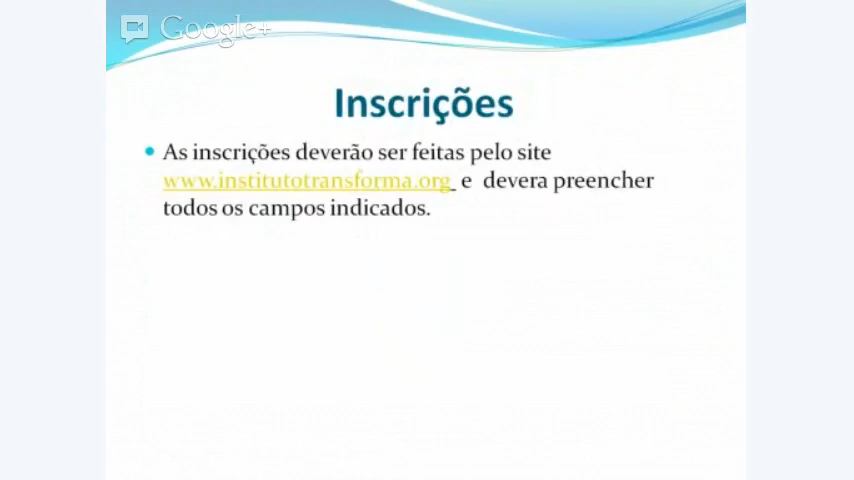 Google+
Inscrições
• As inscrições deverão ser feitas pelo site
www.institutotransforma.org e devera preencher
todos os campos indicados.